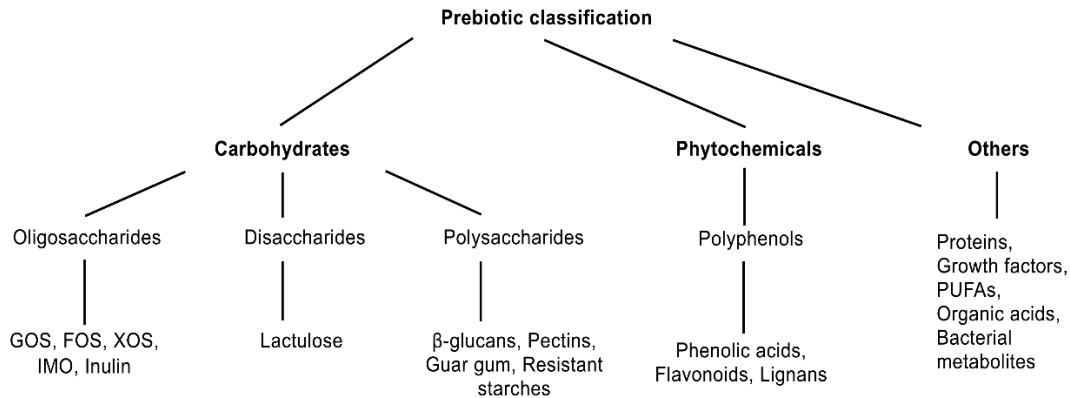 Prebiotic classification
Carbohydrates
Phytochemicals
Others
Oligosaccharides
Disaccharides
Polysaccharides
Polyphenols
Proteins,
Growth factors,
PUFAs,
Organic acids,
Bacterial
metabolites
GOS, FOS, XOS,
IMO, Inulin
Lactulose
β-glucans, Pectins,
Guar gum, Resistant
starches
Phenolic acids,
Flavonoids, Lignans